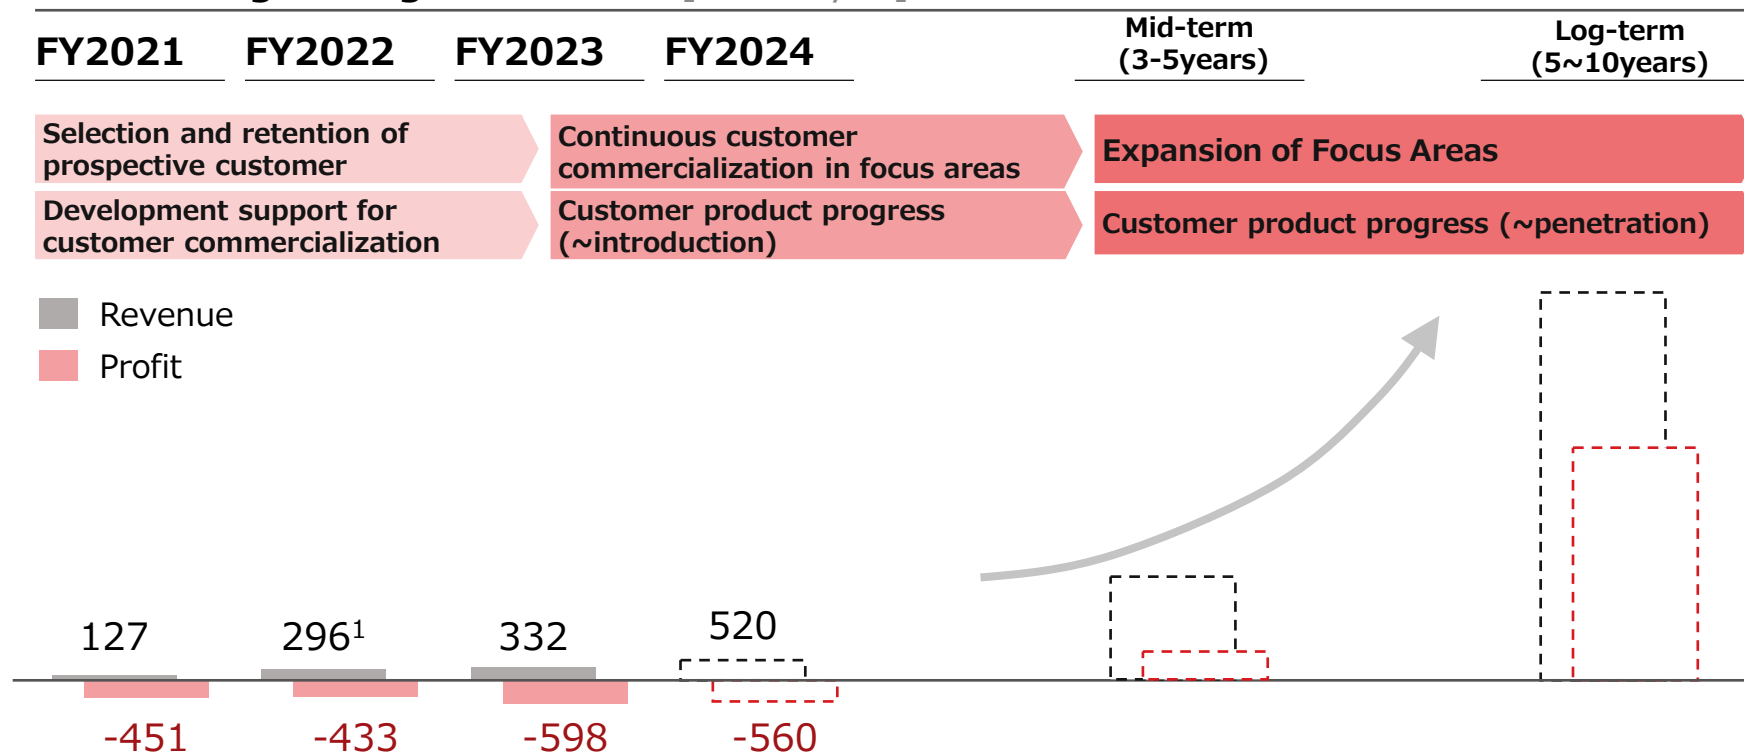 FY2021
FY2022
FY2023
FY2024
Mid-term
(3-5years)
Log-term
(5~10years)
Selection and retention of
prospective customer
Continuous customer
commercialization in focus areas
Expansion of Focus Areas
Development support for
customer commercialization
Customer product progress
(~introduction)
Customer product progress (~penetration)
Revenue
Profit
127
296¹
332
520
-451
-433
-598
-560